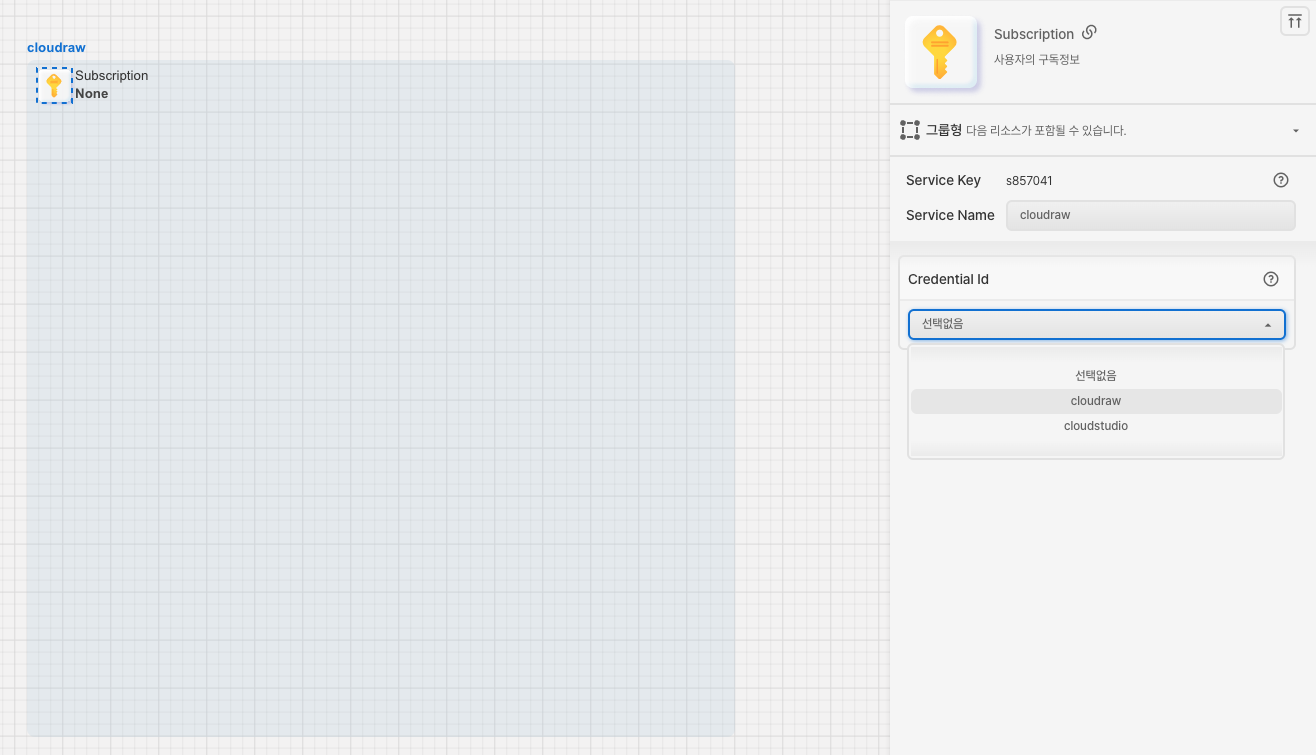 cloudraw
Subscription
None
Subscription
사용자의 구독정보
그룹형 다음 리소스가 포함될 수 있습니다.
Service Key s857041
Service Name cloudraw
Credential Id
선택없음
선택없음
cloudraw
cloudstudio